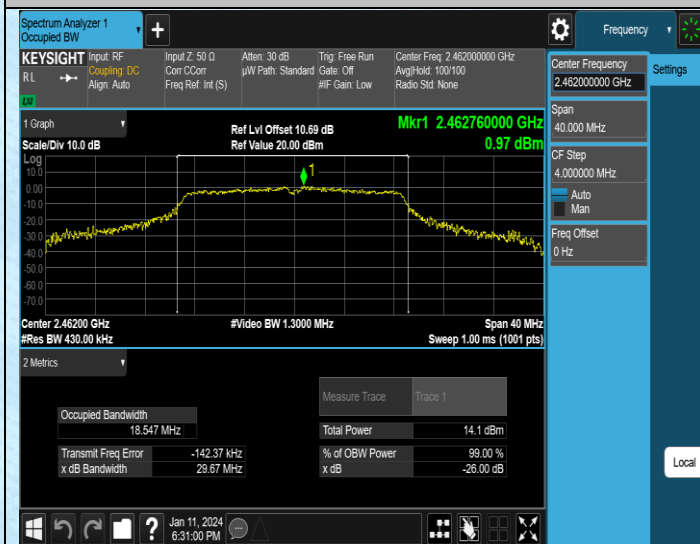 Spectrum Analyzer 1
Occupied BW
Frequency
KEYSIGHT Input: RF Input Z: 50 Ω Atten: 30 dB Trig: Free Run Center Freq: 2.462000000 GHz
RL Coupling: DC Corr CCorr µW Path: Standard Gate: Off Avg|Hold: 100/100
Align: Auto Freq Ref: Int (S) #IF Gain: Low Radio Std: None
1 Graph
Ref Lvl Offset 10.69 dB
Mkr1 2.462760000 GHz
Scale/Div 10.0 dB
Ref Value 20.00 dBm
0.97 dBm
Log
10.0
0.00
-10.0
-20.0
-30.0
-40.0
-50.0
-60.0
-70.0
1
Center 2.46200 GHz
#Video BW 1.3000 MHz
Span 40 MHz
#Res BW 430.00 kHz
Sweep 1.00 ms (1001 pts)
2 Metrics
Measure Trace Trace 1
Occupied Bandwidth
18.547 MHz
Total Power 14.1 dBm
Transmit Freq Error -142.37 kHz
% of OBW Power 99.00 %
x dB Bandwidth 29.67 MHz
x dB -26.00 dB
Center Frequency
2.462000000 GHz
Settings
Span
40.000 MHz
CF Step
4.000000 MHz
Auto
Man
Freq Offset
0 Hz
Local
?
Jan 11, 2024
6:31:00 PM